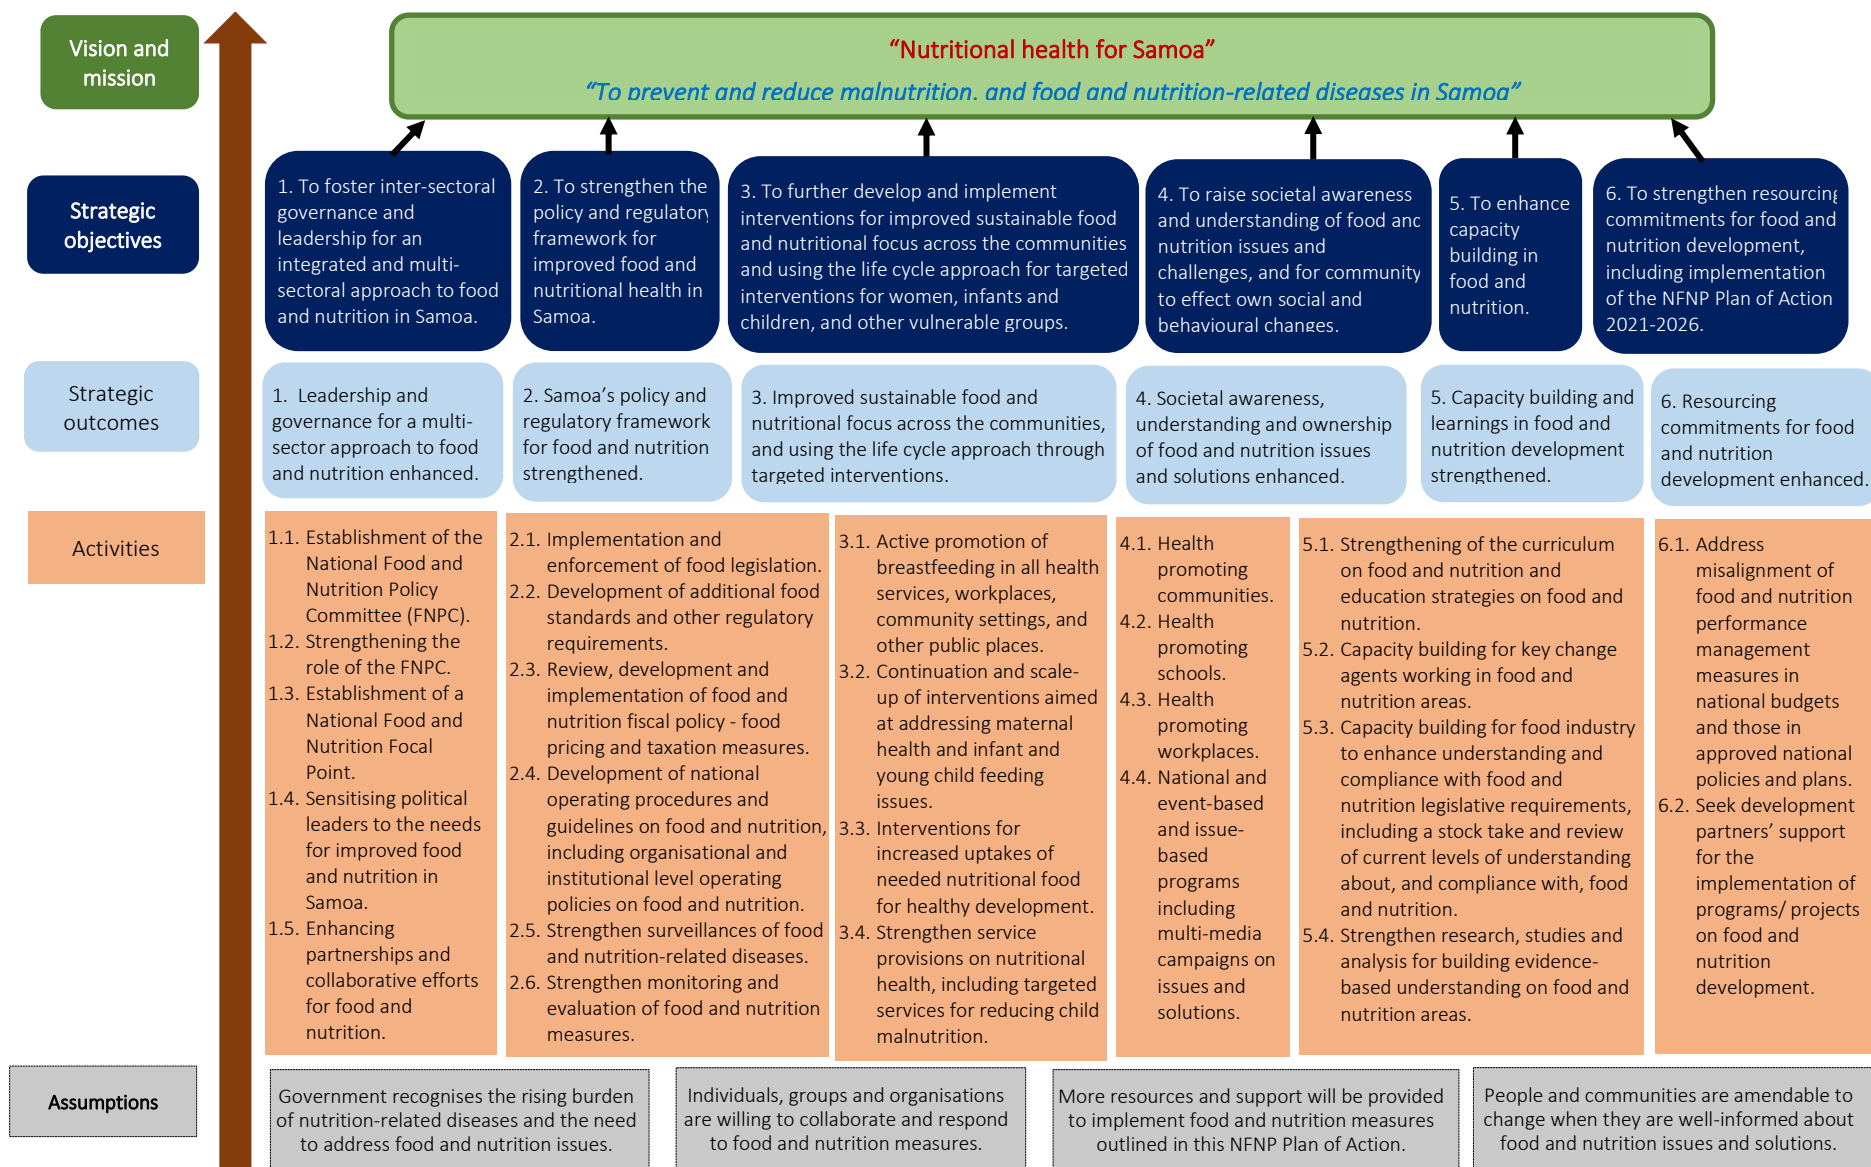 Vision and
mission
“Nutritional health for Samoa”
“To prevent and reduce malnutrition, and food and nutrition-related diseases in Samoa”
Strategic
objectives
1. To foster inter-sectoral
governance and
leadership for an
integrated and multi-
sectoral approach to food
and nutrition in Samoa.
2. To strengthen the
policy and regulatory
framework for
improved food and
nutritional health in
Samoa.
3. To further develop and implement
interventions for improved sustainable food
and nutritional focus across the communities
and using the life cycle approach for targeted
interventions for women, infants and
children, and other vulnerable groups.
4. To raise societal awareness
and understanding of food and
nutrition issues and
challenges, and for community
to effect own social and
behavioural changes.
5. To enhance
capacity
building in
food and
nutrition.
6. To strengthen resourcing
commitments for food and
nutrition development,
including implementation
of the NFNP Plan of Action
2021-2026.
Strategic
outcomes
1. Leadership and
governance for a multi-
sector approach to food
and nutrition enhanced.
2. Samoa’s policy and
regulatory framework
for food and nutrition
strengthened.
3. Improved sustainable food and
nutritional focus across the communities,
and using the life cycle approach through
targeted interventions.
4. Societal awareness,
understanding and ownership
of food and nutrition issues
and solutions enhanced.
5. Capacity building and
learnings in food and
nutrition development
strengthened.
6. Resourcing
commitments for food
and nutrition
development enhanced.
Activities
1.1. Establishment of the
National Food and
Nutrition Policy
Committee (FNPC).
1.2. Strengthening the
role of the FNPC.
1.3. Establishment of a
National Food and
Nutrition Focal
Point.
1.4. Sensitising political
leaders to the needs
for improved food
and nutrition in
Samoa.
1.5. Enhancing
partnerships and
collaborative efforts
for food and
nutrition.
2.1. Implementation and
enforcement of food legislation.
2.2. Development of additional food
standards and other regulatory
requirements.
2.3. Review, development and
implementation of food and
nutrition fiscal policy - food
pricing and taxation measures.
2.4. Development of national
operating procedures and
guidelines on food and nutrition,
including organisational and
institutional level operating
policies on food and nutrition.
2.5. Strengthen surveillances of food
and nutrition-related diseases.
2.6. Strengthen monitoring and
evaluation of food and nutrition
measures.
3.1. Active promotion of
breastfeeding in all health
services, workplaces,
community settings, and
other public places.
3.2. Continuation and scale-
up of interventions aimed
at addressing maternal
health and infant and
young child feeding
issues.
3.3. Interventions for
increased uptakes of
needed nutritional food
for healthy development.
3.4. Strengthen service
provisions on nutritional
health, including targeted
services for reducing child
malnutrition.
4.1. Health
promoting
communities.
4.2. Health
promoting
schools.
4.3. Health
promoting
workplaces.
4.4. National and
event-based
and issue-
based
programs
including
multi-media
campaigns on
issues and
solutions.
5.1. Strengthening of the curriculum
on food and nutrition and
education strategies on food and
nutrition.
5.2. Capacity building for key change
agents working in food and
nutrition areas.
5.3. Capacity building for food industry
to enhance understanding and
compliance with food and
nutrition legislative requirements,
including a stock take and review
of current levels of understanding
about, and compliance with, food
and nutrition.
5.4. Strengthen research, studies and
analysis for building evidence-
based understanding on food and
nutrition areas.
6.1. Address
misalignment of
food and nutrition
performance
management
measures in
national budgets
and those in
approved national
policies and plans.
6.2. Seek development
partners’ support
for the
implementation of
programs/ projects
on food and
nutrition
development.
Assumptions
Government recognises the rising burden
of nutrition-related diseases and the need
to address food and nutrition issues.
Individuals, groups and organisations
are willing to collaborate and respond
to food and nutrition measures.
More resources and support will be provided
to implement food and nutrition measures
outlined in this NFNP Plan of Action.
People and communities are amendable to
change when they are well-informed about
food and nutrition issues and solutions.